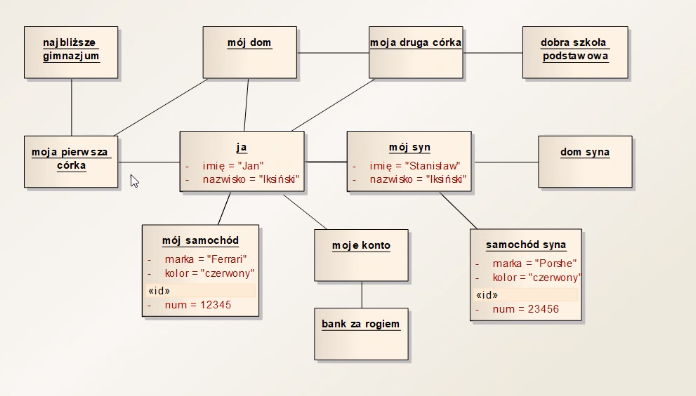 najbliższe
gimnazjum
mój dom
moja druga córka
dobra szkoła
podstawowa
moja pierwsza
córka
ja
- imię = "Jan"
- nazwisko = "Iksiński"
mój syn
- imię = "Stanisław"
- nazwisko = "Iksiński"
dom syna
mój samochód
- marka = "Ferrari"
- kolor = "czerwony"
«id»
- num = 12345
moje konto
samochód syna
- marka = "Porshe"
- kolor = "czerwony"
«id»
- num = 23456
bank za rogiem